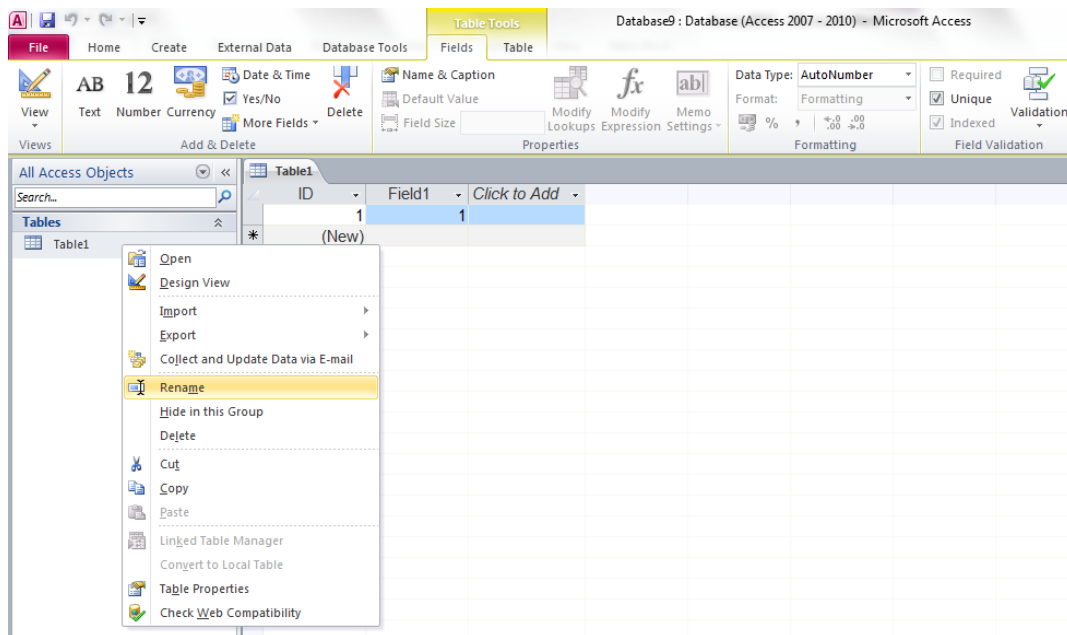 A
Table Tools
Database9 : Database (Access 2007 - 2010) - Microsoft Access
File Home Create External Data Database Tools Fields Table
View
Views
AB Text
12 Number
Currency
Date & Time
Yes/No
More Fields
Delete
Add & Delete
Name & Caption
Default Value
Field Size
Modify Lookups
fx
Modify Expression
ab
Memo Settings
Properties
Data Type: AutoNumber
Format: Formatting
% , .0 .00 .00 .0
Formatting
Required
Unique
Indexed
Validation
Field Validation
All Access Objects «
Search...
Tables
Table1
Table1
ID Field1 Click to Add
1 1
* (New)
Open
Design View
Import
Export
Collect and Update Data via E-mail
Rename
Hide in this Group
Delete
Cut
Copy
Paste
Linked Table Manager
Convert to Local Table
Table Properties
Check Web Compatibility